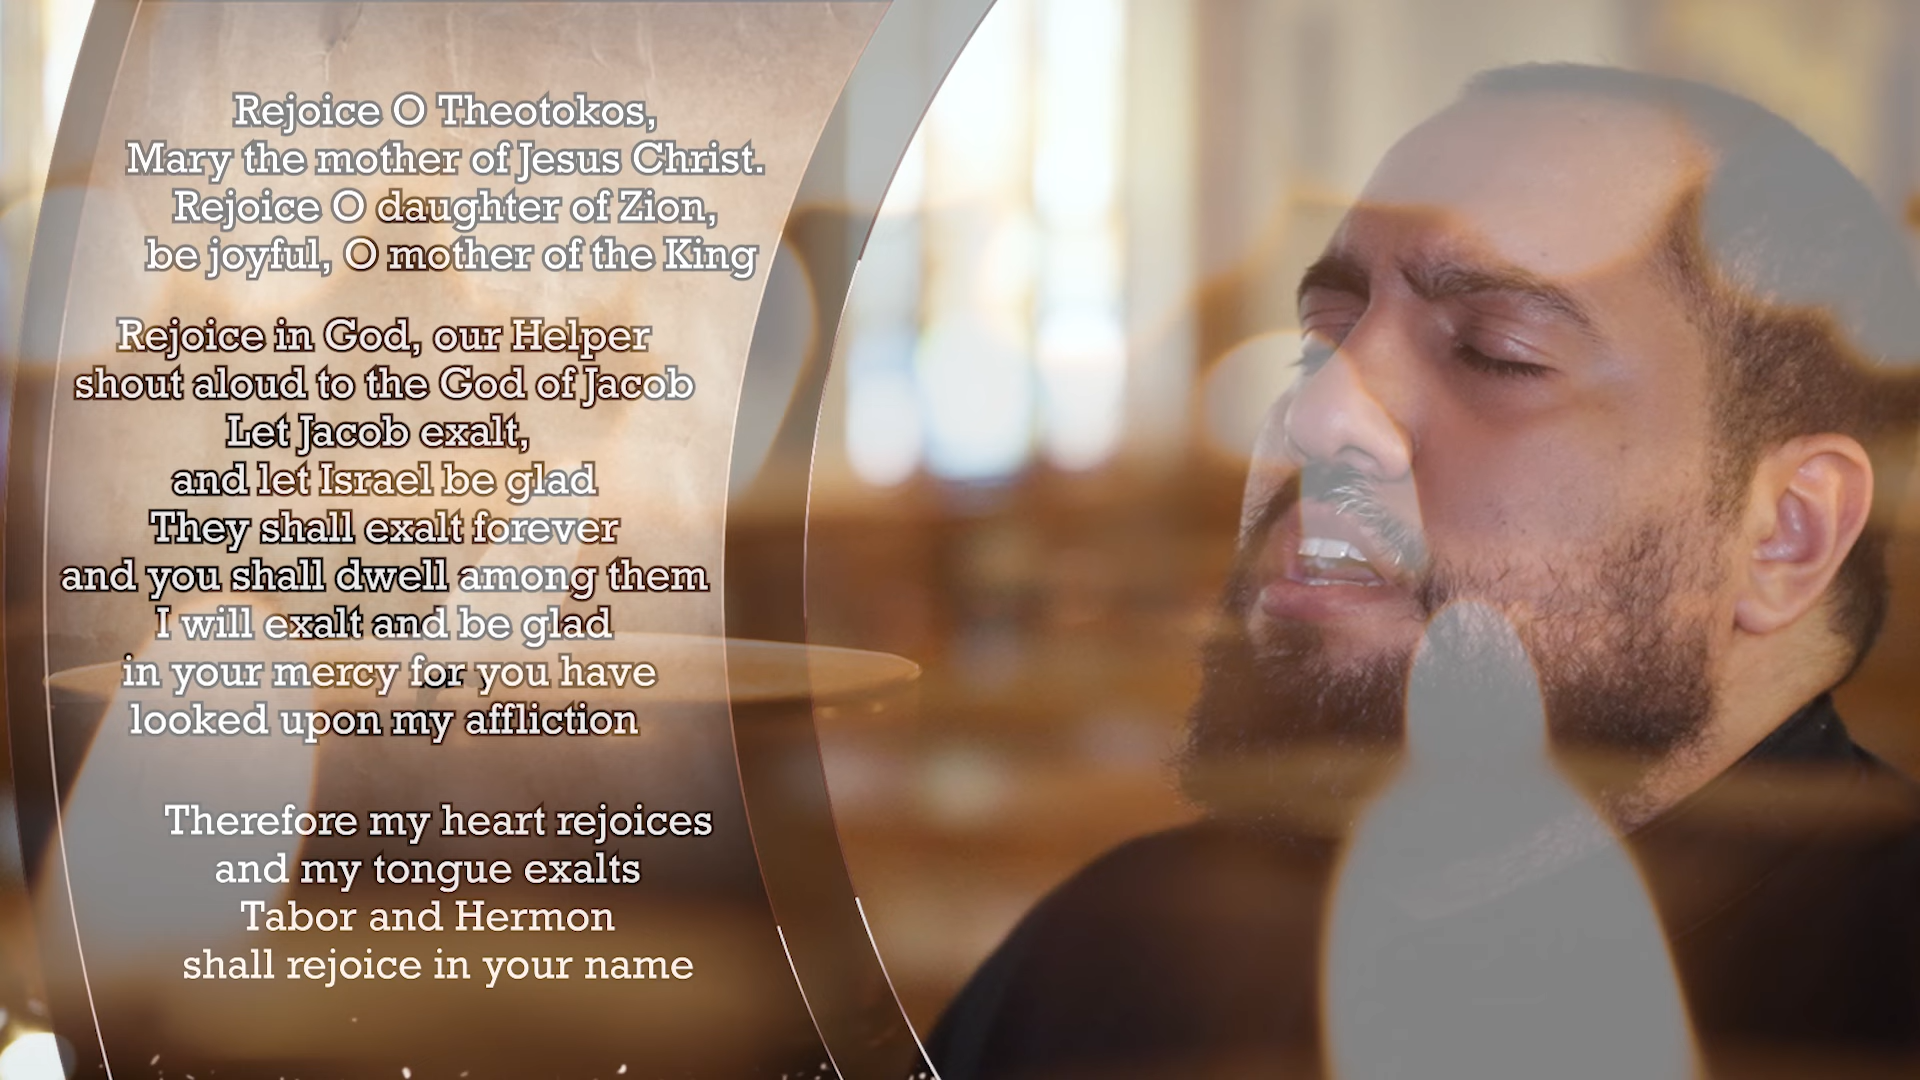 Rejoice O Theotokos,
Mary the mother of Jesus Christ.
Rejoice O daughter of Zion,
be joyful, O mother of the King
Rejoice in God, our Helper
shout aloud to the God of Jacob
Let Jacob exalt,
and let Israel be glad
They shall exalt forever
and you shall dwell among them
I will exalt and be glad
in your mercy for you have
looked upon my affliction
Therefore my heart rejoices
and my tongue exalts
Tabor and Hermon
shall rejoice in your name